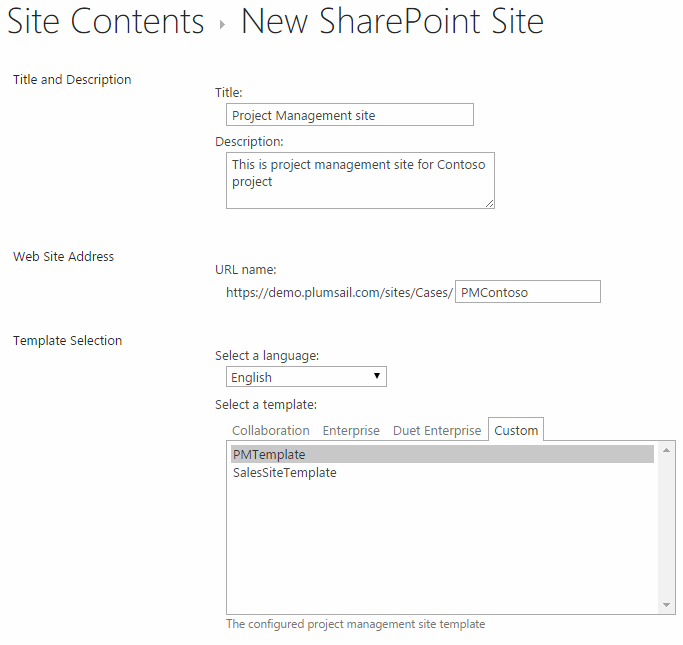 Site Contents ▸ New SharePoint Site
Title and Description
Title:
Project Management site
Description:
This is project management site for Contoso
project
Web Site Address
URL name:
https://demo.plumsail.com/sites/Cases/ PMContoso
Template Selection
Select a language:
English
Select a template:
Collaboration Enterprise Duet Enterprise Custom
PMTemplate
SalesSiteTemplate
The configured project management site template